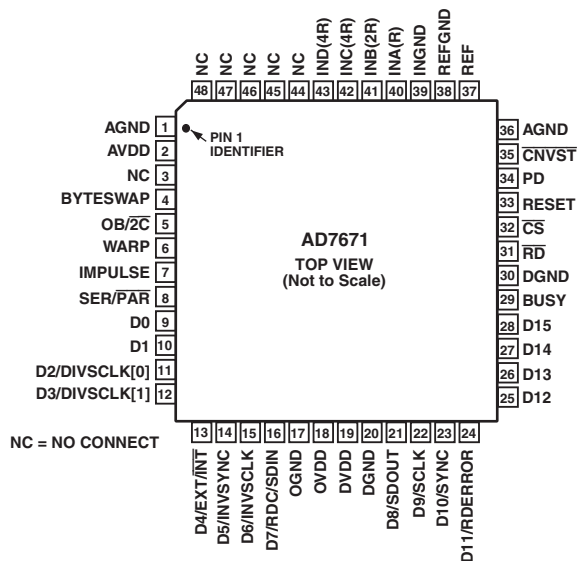 NC
NC
NC
NC
NC
IND(4R)
INC(4R)
INB(2R)
INA(R)
INGND
REFGND
REF
48 47 46 45 44 43 42 41 40 39 38 37
AGND 1
AVDD 2
NC 3
BYTESWAP 4
OB/2C 5
WARP 6
IMPULSE 7
SER/PAR 8
D0 9
D1 10
D2/DIVSCLK[0] 11
D3/DIVSCLK[1] 12
PIN 1
IDENTIFIER
AD7671
TOP VIEW
(Not to Scale)
36 AGND
35 CNVST
34 PD
33 RESET
32 CS
31 RD
30 DGND
29 BUSY
28 D15
27 D14
26 D13
25 D12
NC = NO CONNECT
13 14 15 16 17 18 19 20 21 22 23 24
D4/EXT/INT
D5/INVSYNC
D6/INVSCLK
D7/RDC/SDIN
OGND
OVDD
DVDD
DGND
D8/SDOUT
D9/SCLK
D10/SYNC
D11/RDERROR